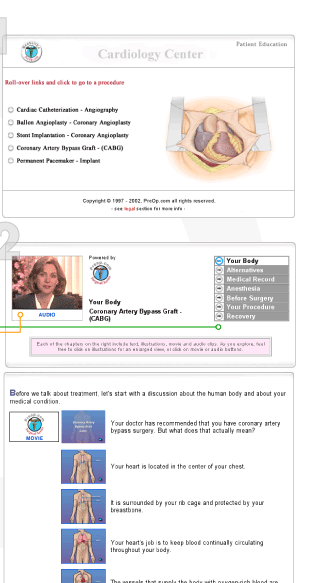 1
Cardiology Center
Patient Education
Roll-over links and click to go to a procedure
Cardiac Catheterization - Angiography
Ballon Angioplasty - Coronary Angioplasty
Stent Implantation - Coronary Angioplasty
Coronary Artery Bypass Graft - (CABG)
Permanent Pacemaker - Implant
Copyright © 1997 - 2002, PreOp.com all rights reserved.
- see legal section for more info -
2
Powered by
Your Body
Coronary Artery Bypass Graft -
(CABG)
AUDIO
Your Body
Alternatives
Medical Record
Anesthesia
Before Surgery
Your Procedure
Recovery
Each of the chapters on the right include text, illustrations, movie and audio clips. As you explore, feel
free to click on illustrations for an enlarged view, or click on movie or audio buttons.
Before we talk about treatment, let's start with a discussion about the human body and about your
medical condition.
MOVIE
Your doctor has recommended that you have coronary artery
bypass surgery. But what does that actually mean?
Your heart is located in the center of your chest.
It is surrounded by your rib cage and protected by your
breastbone.
Your heart's job is to keep blood continually circulating
throughout your body.
The vessels that supply the body with oxygen-rich blood are